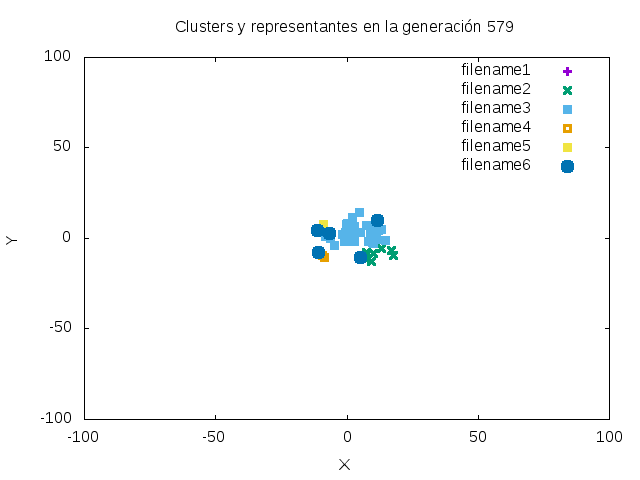 Clusters y representantes en la generación 579
100
filename1
filename2
filename3
50
filename4
filename5
filename6
Y
0
-50
-100
-100
-50
0
50
100
X